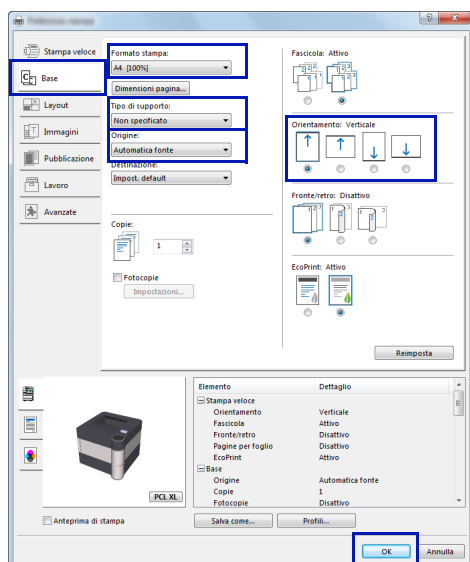 Stampa veloce
Base
Layout
Immagini
Pubblicazione
Lavoro
Avanzate
Formato stampa:
A4 [100%]
Dimensioni pagina...
Tipo di supporto:
Non specificato
Origine:
Automatica fonte
Destinazione:
Impost. default
Copie:
1
Fotocopie
Impostazioni...
Fascicola: Attivo
Orientamento: Verticale
Fronte/retro: Disattivo
EcoPrint: Attivo
Reimposta
PCL XL
Anteprima di stampa
Elemento Dettaglio
Stampa veloce
Orientamento Verticale
Fascicola Attivo
Fronte/retro Disattivo
Pagine per foglio Disattivo
EcoPrint Attivo
Base
Origine Automatica fonte
Copie 1
Fotocopie Disattivo
Salva come... Profili...
OK Annulla